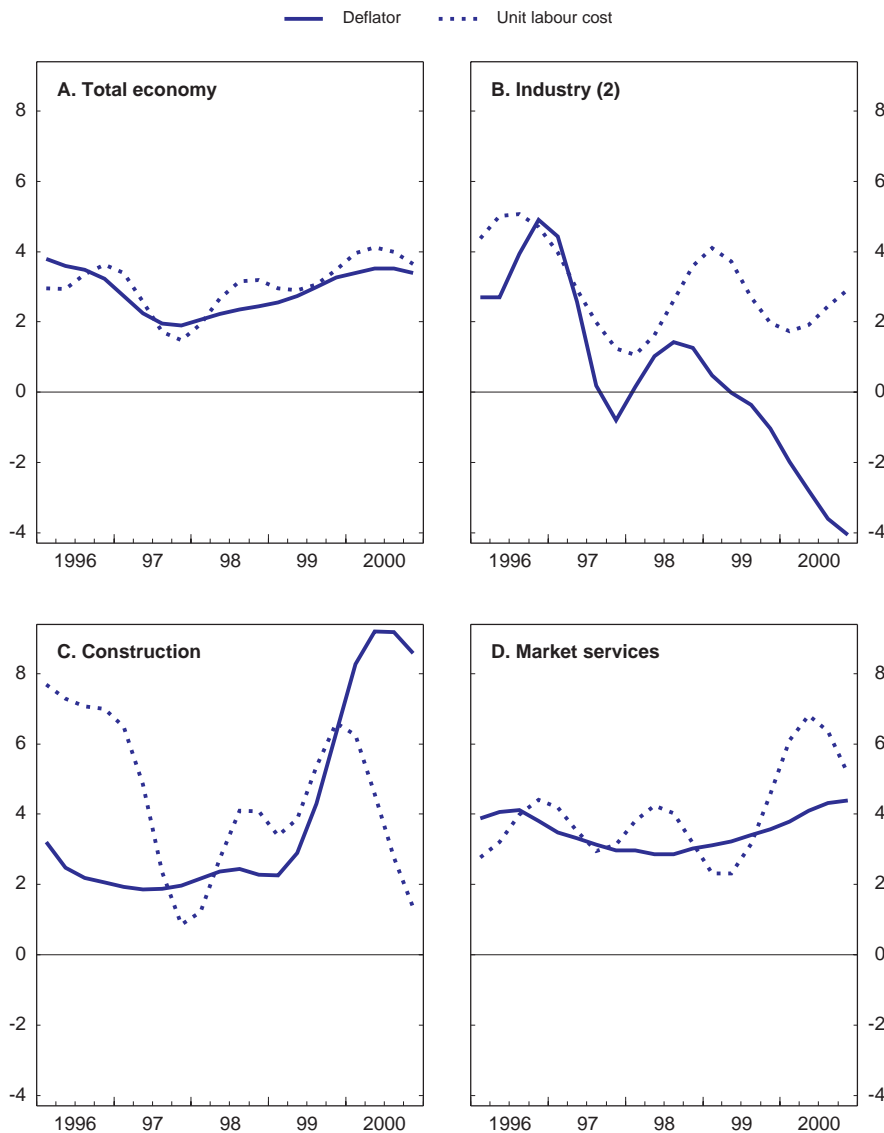 Deflator Unit labour cost
A. Total economy B. Industry (2)
8 8
6 6
4 4
2 2
0 0
-2 -2
-4 -4
1996 97 98 99 2000 1996 97 98 99 2000
C. Construction D. Market services
8 8
6 6
4 4
2 2
0 0
-2 -2
-4 -4
1996 97 98 99 2000 1996 97 98 99 2000